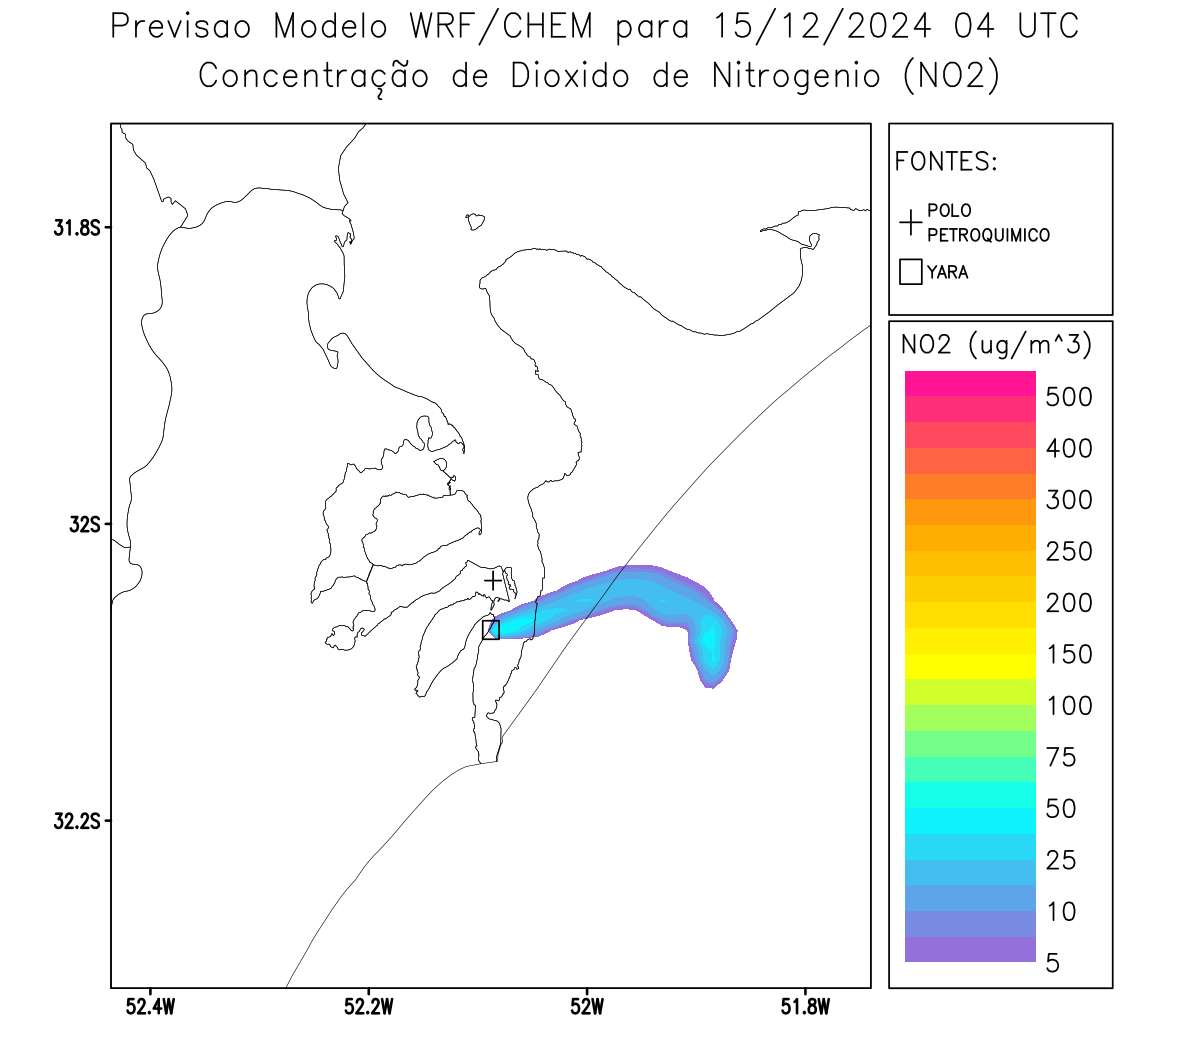 Previsao Modelo WRF/CHEM para 15/12/2024 04 UTC
Concentração de Dioxido de Nitrogenio (NO2)
FONTES:
POLO
PETROQUIMICO
YARA
NO2 (ug/m^3)
500
400
300
250
200
150
100
75
50
25
10
5
31.8S
32S
32.2S
52.4W
52.2W
52W
51.8W